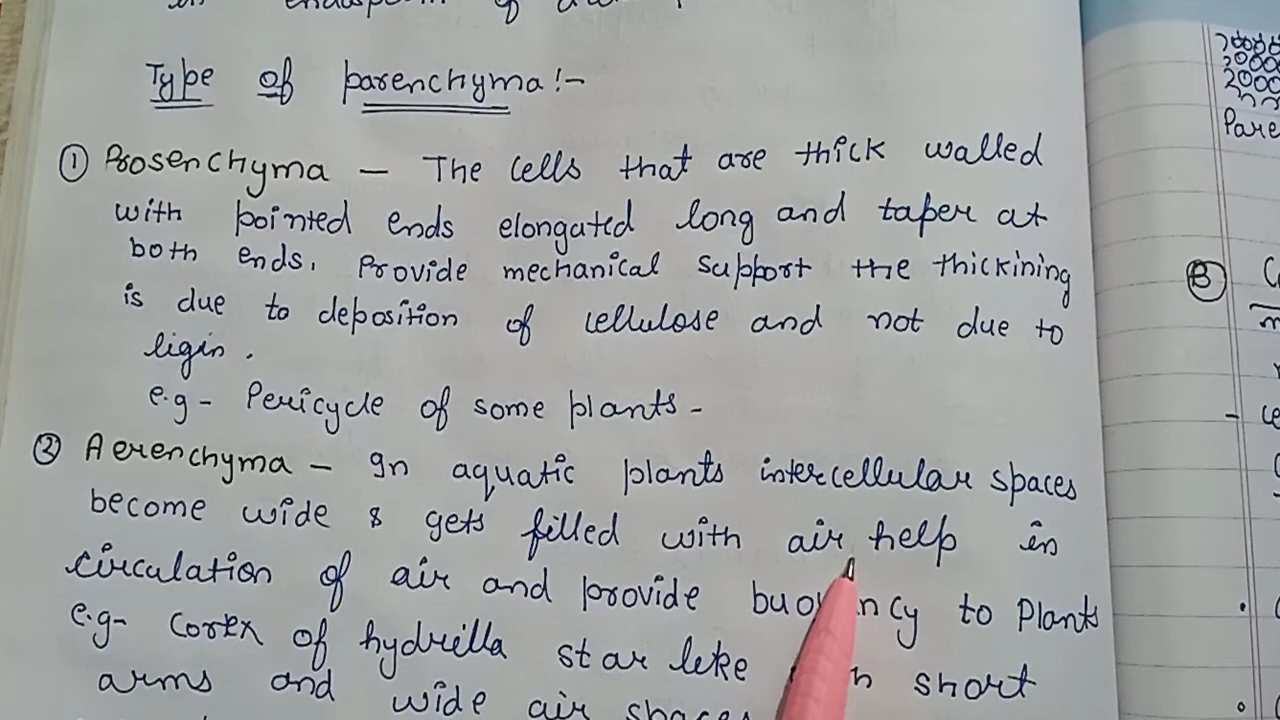 Type of parenchyma:-
① Prosenchyma – The cells that are thick walled
with pointed ends elongated long and taper at
both ends. Provide mechanical support the thickining
is due to deposition of cellulose and not due to
ligin.
e.g- Pericycle of some plants-
② Aerenchyma – In aquatic plants intercellular spaces
become wide & gets filled with air help in
circulation of air and provide to Plants
e.g- Cortex of hydrilla star like short
arms and wide air spaces
Pare
Ⓑ